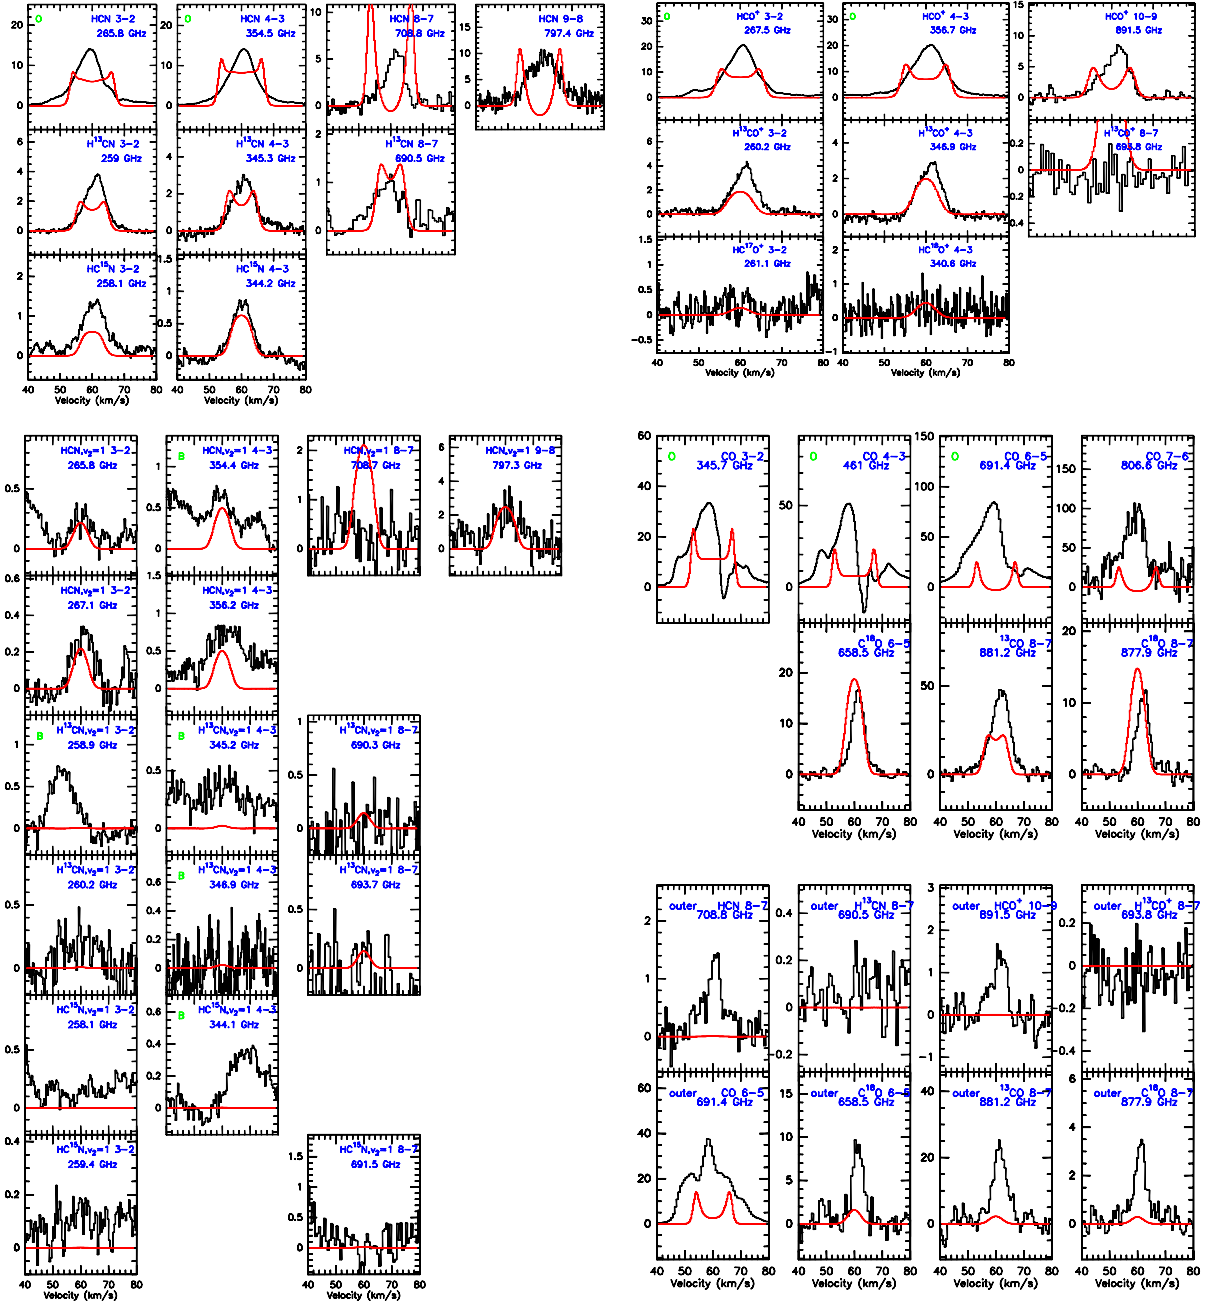 O HCN 3-2
265.8 GHz
HCN 4-3
354.5 GHz
HCN 8-7
708.8 GHz
HCN 9-8
797.4 GHz
H¹³CN 3-2
259 GHz
H¹³CN 4-3
345.3 GHz
H¹³CN 8-7
690.5 GHz
HC¹⁵N 3-2
258.1 GHz
HC¹⁵N 4-3
344.2 GHz
Velocity (km/s)
Velocity (km/s)
O HCO⁺ 3-2
267.5 GHz
O HCO⁺ 4-3
356.7 GHz
HCO⁺ 10-9
891.5 GHz
H¹³CO⁺ 3-2
260.2 GHz
H¹³CO⁺ 4-3
346.9 GHz
H¹³CO⁺ 8-7
693.8 GHz
HC¹⁷O⁺ 3-2
261.1 GHz
HC¹⁸O⁺ 4-3
340.6 GHz
Velocity (km/s)
Velocity (km/s)
HCN,v₂=1 3-2
265.8 GHz
B HCN,v₂=1 4-3
354.4 GHz
HCN,v₂=1 8-7
708.7 GHz
HCN,v₂=1 9-8
797.3 GHz
HCN,v₂=1 3-2
267.1 GHz
HCN,v₂=1 4-3
356.2 GHz
B H¹³CN,v₂=1 3-2
258.9 GHz
B H¹³CN,v₂=1 4-3
345.2 GHz
H¹³CN,v₂=1 8-7
690.3 GHz
H¹³CN,v₂=1 3-2
260.2 GHz
B H¹³CN,v₂=1 4-3
346.9 GHz
H¹³CN,v₂=1 8-7
693.7 GHz
HC¹⁵N,v₂=1 3-2
258.1 GHz
B HC¹⁵N,v₂=1 4-3
344.1 GHz
HC¹⁵N,v₂=1 3-2
259.4 GHz
HC¹⁵N,v₂=1 8-7
691.5 GHz
Velocity (km/s)
Velocity (km/s)
O CO 3-2
345.7 GHz
O CO 4-3
461 GHz
O CO 6-5
691.4 GHz
CO 7-6
806.6 GHz
C¹⁸O 6-5
658.5 GHz
¹³CO 8-7
881.2 GHz
C¹⁸O 8-7
877.9 GHz
Velocity (km/s)
Velocity (km/s)
Velocity (km/s)
outer HCN 8-7
708.8 GHz
outer H¹³CN 8-7
690.5 GHz
outer HCO⁺ 10-9
891.5 GHz
outer H¹³CO⁺ 8-7
693.8 GHz
outer CO 6-5
691.4 GHz
outer C¹⁸O 6-5
658.5 GHz
outer ¹³CO 8-7
881.2 GHz
outer C¹⁸O 8-7
877.9 GHz
Velocity (km/s)
Velocity (km/s)
Velocity (km/s)
Velocity (km/s)